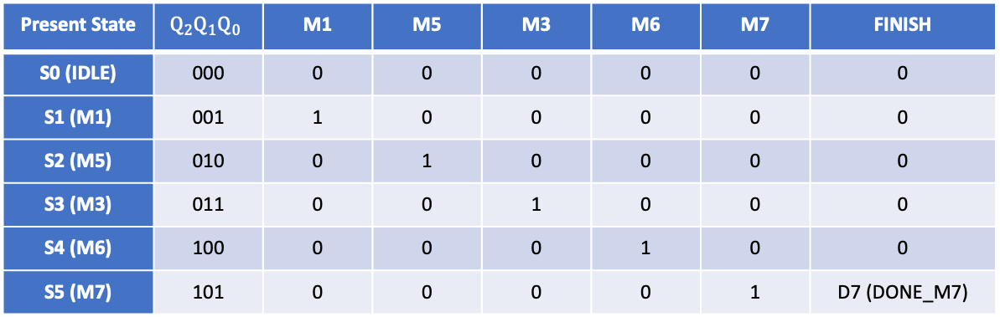 Present State Q₂Q₁Q₀ M1 M5 M3 M6 M7 FINISH
S0 (IDLE) 000 0 0 0 0 0 0
S1 (M1) 001 1 0 0 0 0 0
S2 (M5) 010 0 1 0 0 0 0
S3 (M3) 011 0 0 1 0 0 0
S4 (M6) 100 0 0 0 1 0 0
S5 (M7) 101 0 0 0 0 1 D7 (DONE_M7)